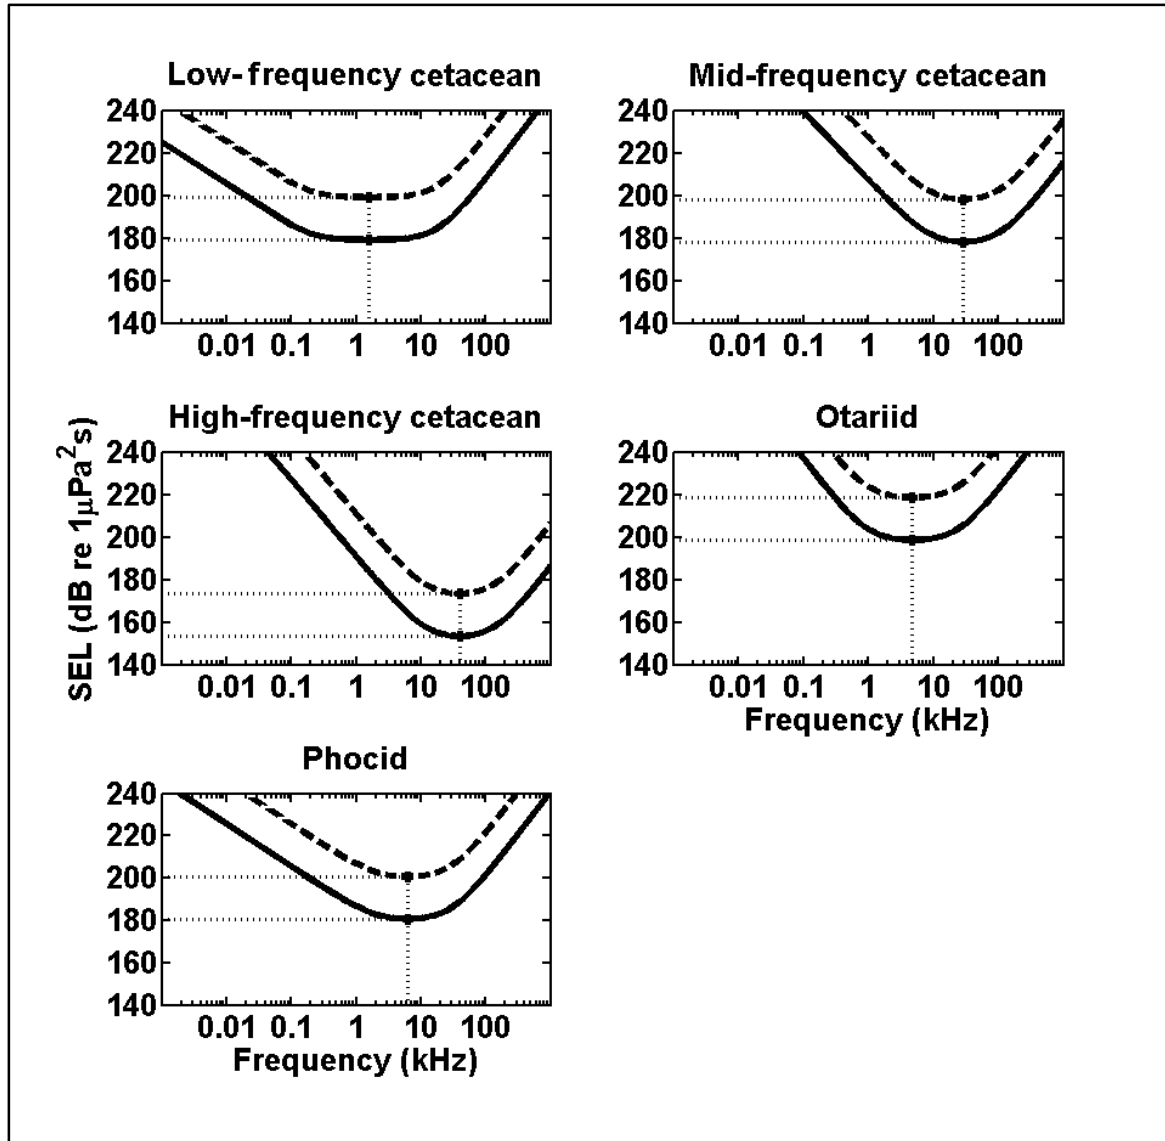 Low-frequency cetacean
240
220
200
180
160
140
0.01 0.1 1 10 100
Mid-frequency cetacean
240
220
200
180
160
140
0.01 0.1 1 10 100
High-frequency cetacean
SEL (dB re 1μPa²s)
240
220
200
180
160
140
0.01 0.1 1 10 100
Otariid
240
220
200
180
160
140
0.01 0.1 1 10 100
Frequency (kHz)
Phocid
240
220
200
180
160
140
0.01 0.1 1 10 100
Frequency (kHz)